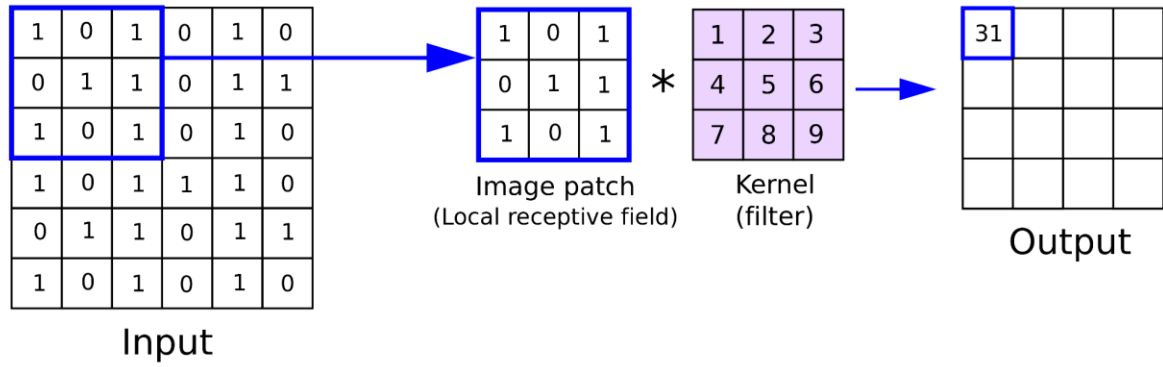 1 0 1 0 1 0
0 1 1 0 1 1
1 0 1 0 1 0
1 0 1 1 1 0
0 1 1 0 1 1
1 0 1 0 1 0
Input
1 0 1
0 1 1
1 0 1
Image patch
(Local receptive field)
*
1 2 3
4 5 6
7 8 9
Kernel
(filter)
31
Output